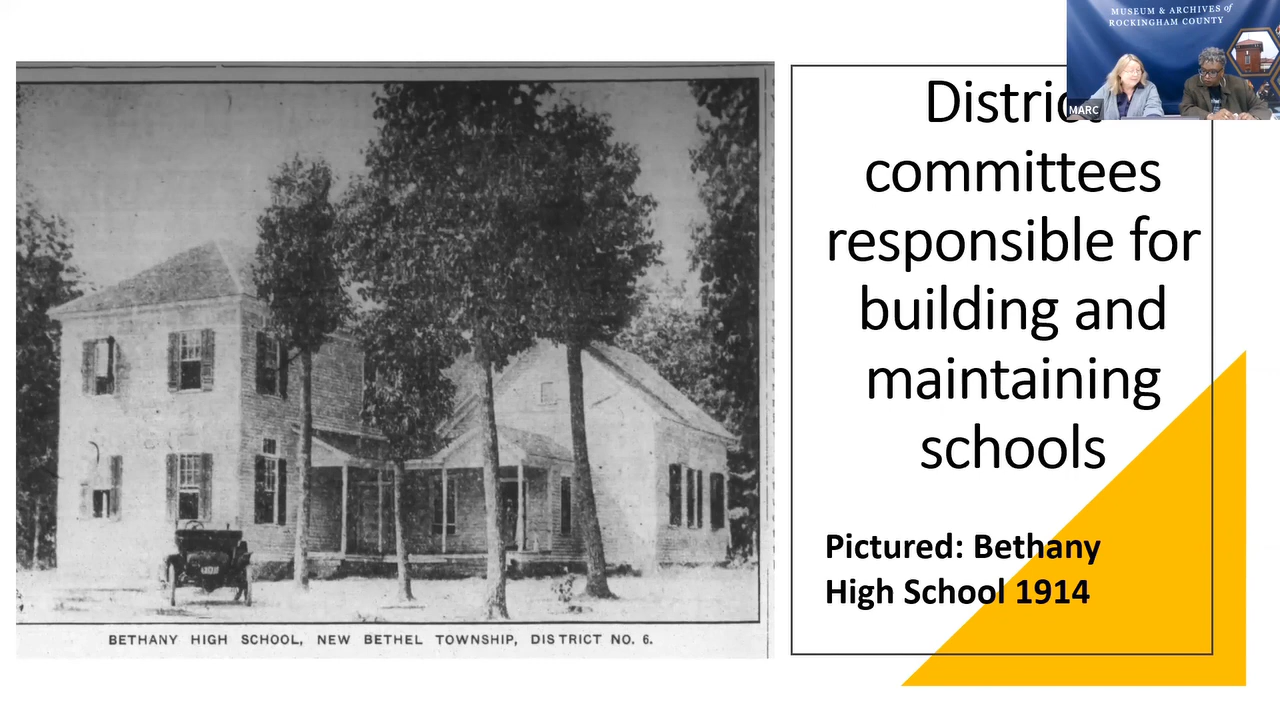 MUSEUM & ARCHIVES of
ROCKINGHAM COUNTY
MARC
District
committees
responsible for
building and
maintaining
schools
Pictured: Bethany
High School 1914
BETHANY HIGH SCHOOL, NEW BETHEL TOWNSHIP, DISTRICT NO. 6.